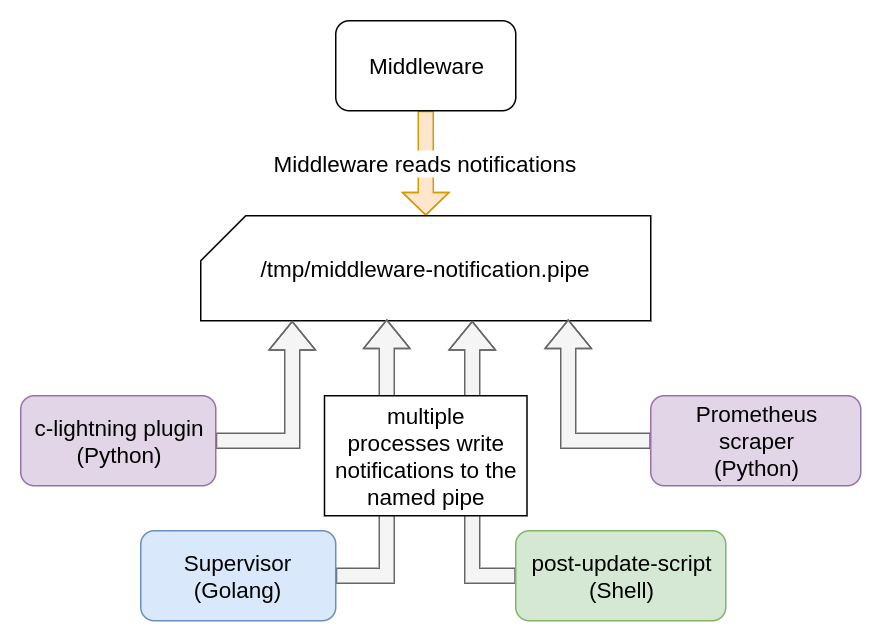 Middleware
Middleware reads notifications
/tmp/middleware-notification.pipe
c-lightning plugin
(Python)
multiple
processes write
notifications to the
named pipe
Prometheus
scraper
(Python)
Supervisor
(Golang)
post-update-script
(Shell)